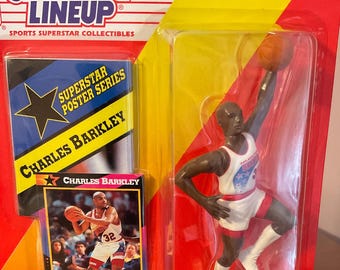 LINEUP
SPORTS SUPERSTAR COLLECTIBLES
SUPERSTAR
POSTER SERIES
CHARLES BARKLEY
CHARLES BARKLEY
32